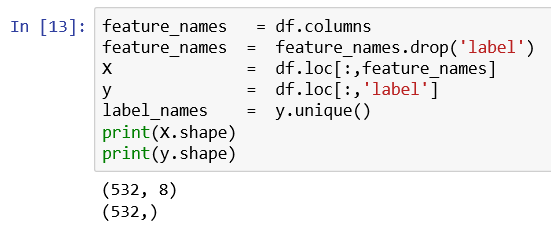 In [13]: feature_names   = df.columns
feature_names  =  feature_names.drop('label')
X              =  df.loc[:,feature_names]
y              =  df.loc[:,'label']
label_names    =  y.unique()
print(X.shape)
print(y.shape)
(532, 8)
(532,)